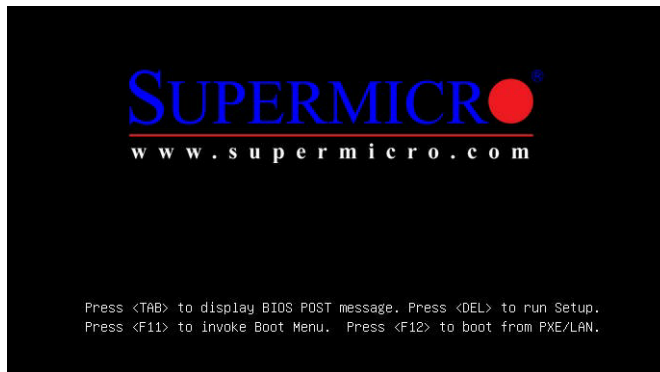 SUPERMICRO®
www.supermicro.com
Press <TAB> to display BIOS POST message. Press <DEL> to run Setup.
Press <F11> to invoke Boot Menu. Press <F12> to boot from PXE/LAN.